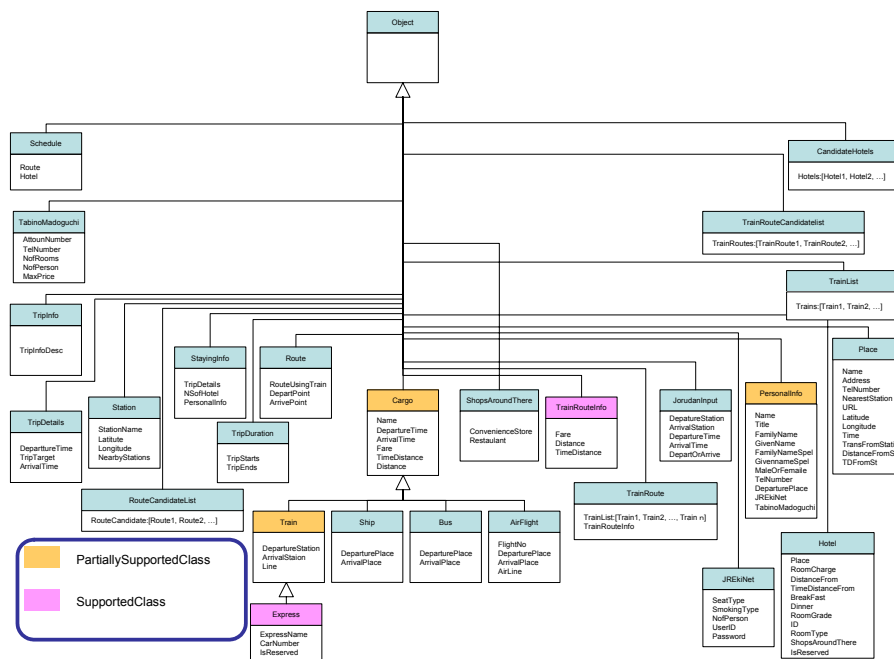 Object
Schedule
Route
Hotel
CandidateHotels
Hotels:[Hotel1, Hotel2, ...]
TabinoMadoguchi
AttounNumber
TelNumber
NofRooms
NofPerson
MaxPrice
TrainRouteCandidatelist
TrainRoutes:[TrainRoute1, TrainRoute2, ...]
TrainList
Trains:[Train1, Train2, ...]
TripInfo
TripInfoDesc
StayingInfo
TripDetails
NSofHotel
PersonalInfo
Route
RouteUsingTrain
DepartPoint
ArrivePoint
Place
Name
Address
TelNumber
NearestStation
URL
Latitude
Longitude
Time
TransFromStati
DistanceFromS
TDFromSt
TripDetails
DeparttureTime
TripTarget
ArrivalTime
Station
StationName
Latitute
Longitude
NearbyStations
TripDuration
TripStarts
TripEnds
Cargo
Name
DepartureTime
ArrivalTime
Fare
TimeDistance
Distance
ShopsAroundThere
ConvenienceStore
Restaulant
TrainRouteInfo
Fare
Distance
TimeDistance
JorudanInput
DepatureStation
ArrivalStation
DepartureTime
ArrivalTime
DepartOrArrive
PersonalInfo
Name
Title
FamilyName
GivenName
FamilyNameSpel
GivennameSpel
MaleOrFemaile
TelNumber
DeparturePlace
JREkiNet
TabinoMadoguchi
RouteCandidateList
RouteCandidate:[Route1, Route2, ...]
TrainRoute
TrainList:[Train1, Train2, ..., Train n]
TrainRouteInfo
Train
DepartureStation
ArrivalStaion
Line
Ship
DeparturePlace
ArrivalPlace
Bus
DeparturePlace
ArrivalPlace
AirFlight
FlightNo
DeparturePlace
ArrivalPlace
AirLine
Hotel
Place
RoomCharge
DistanceFrom
TimeDistanceFrom
BreakFast
Dinner
RoomGrade
ID
RoomType
ShopsAroundThere
IsReserved
JREkiNet
SeatType
SmokingType
NofPerson
UserID
Password
Express
ExpressName
CarNumber
IsReserved
PartiallySupportedClass
SupportedClass